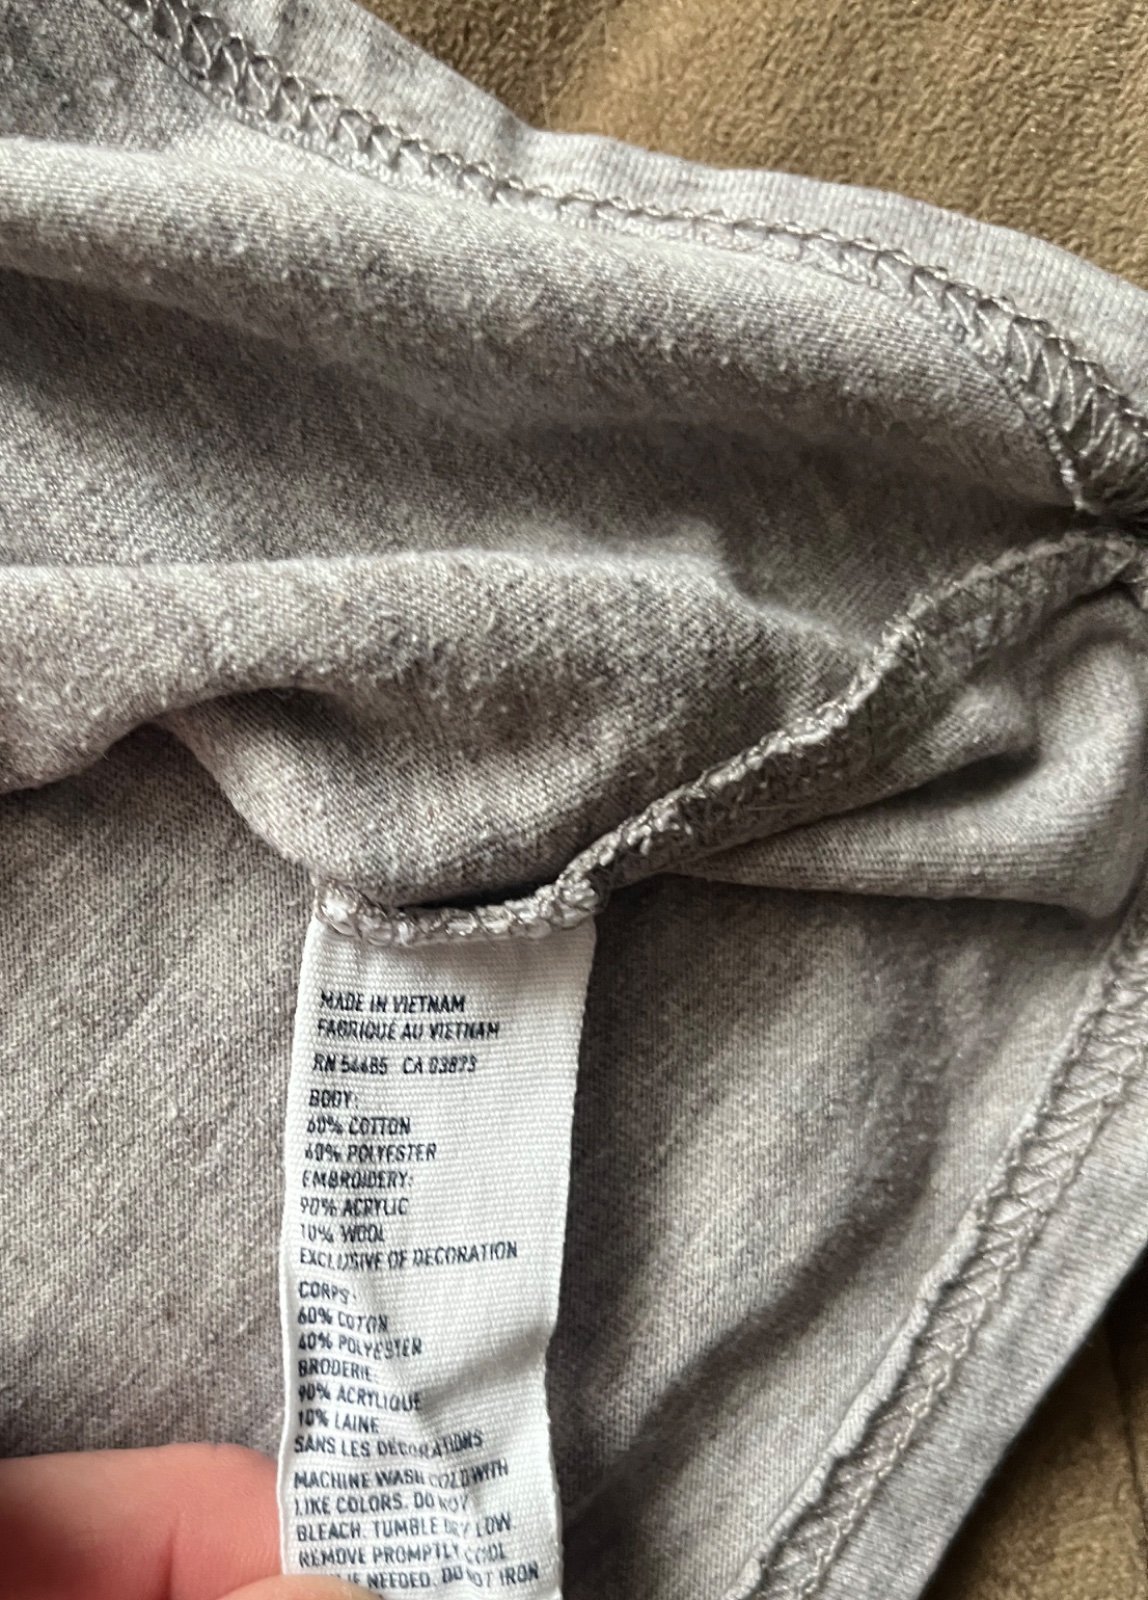 MADE IN VIETNAM
FABRIQUÉ AU VIETNAM
RN 54485 CA 03873
BODY:
60% COTTON
40% POLYESTER
EMBROIDERY:
90% ACRYLIC
10% WOOL
EXCLUSIVE OF DECORATION
CORPS:
60% COTON
40% POLYESTER
BRODERIE
90% ACRYLIQUE
10% LAINE
SANS LES DÉCORATIONS
MACHINE WASH COLD WITH
LIKE COLORS. DO NOT
BLEACH. TUMBLE DRY LOW
REMOVE PROMPTLY. COOL
IF NEEDED. DO NOT IRON